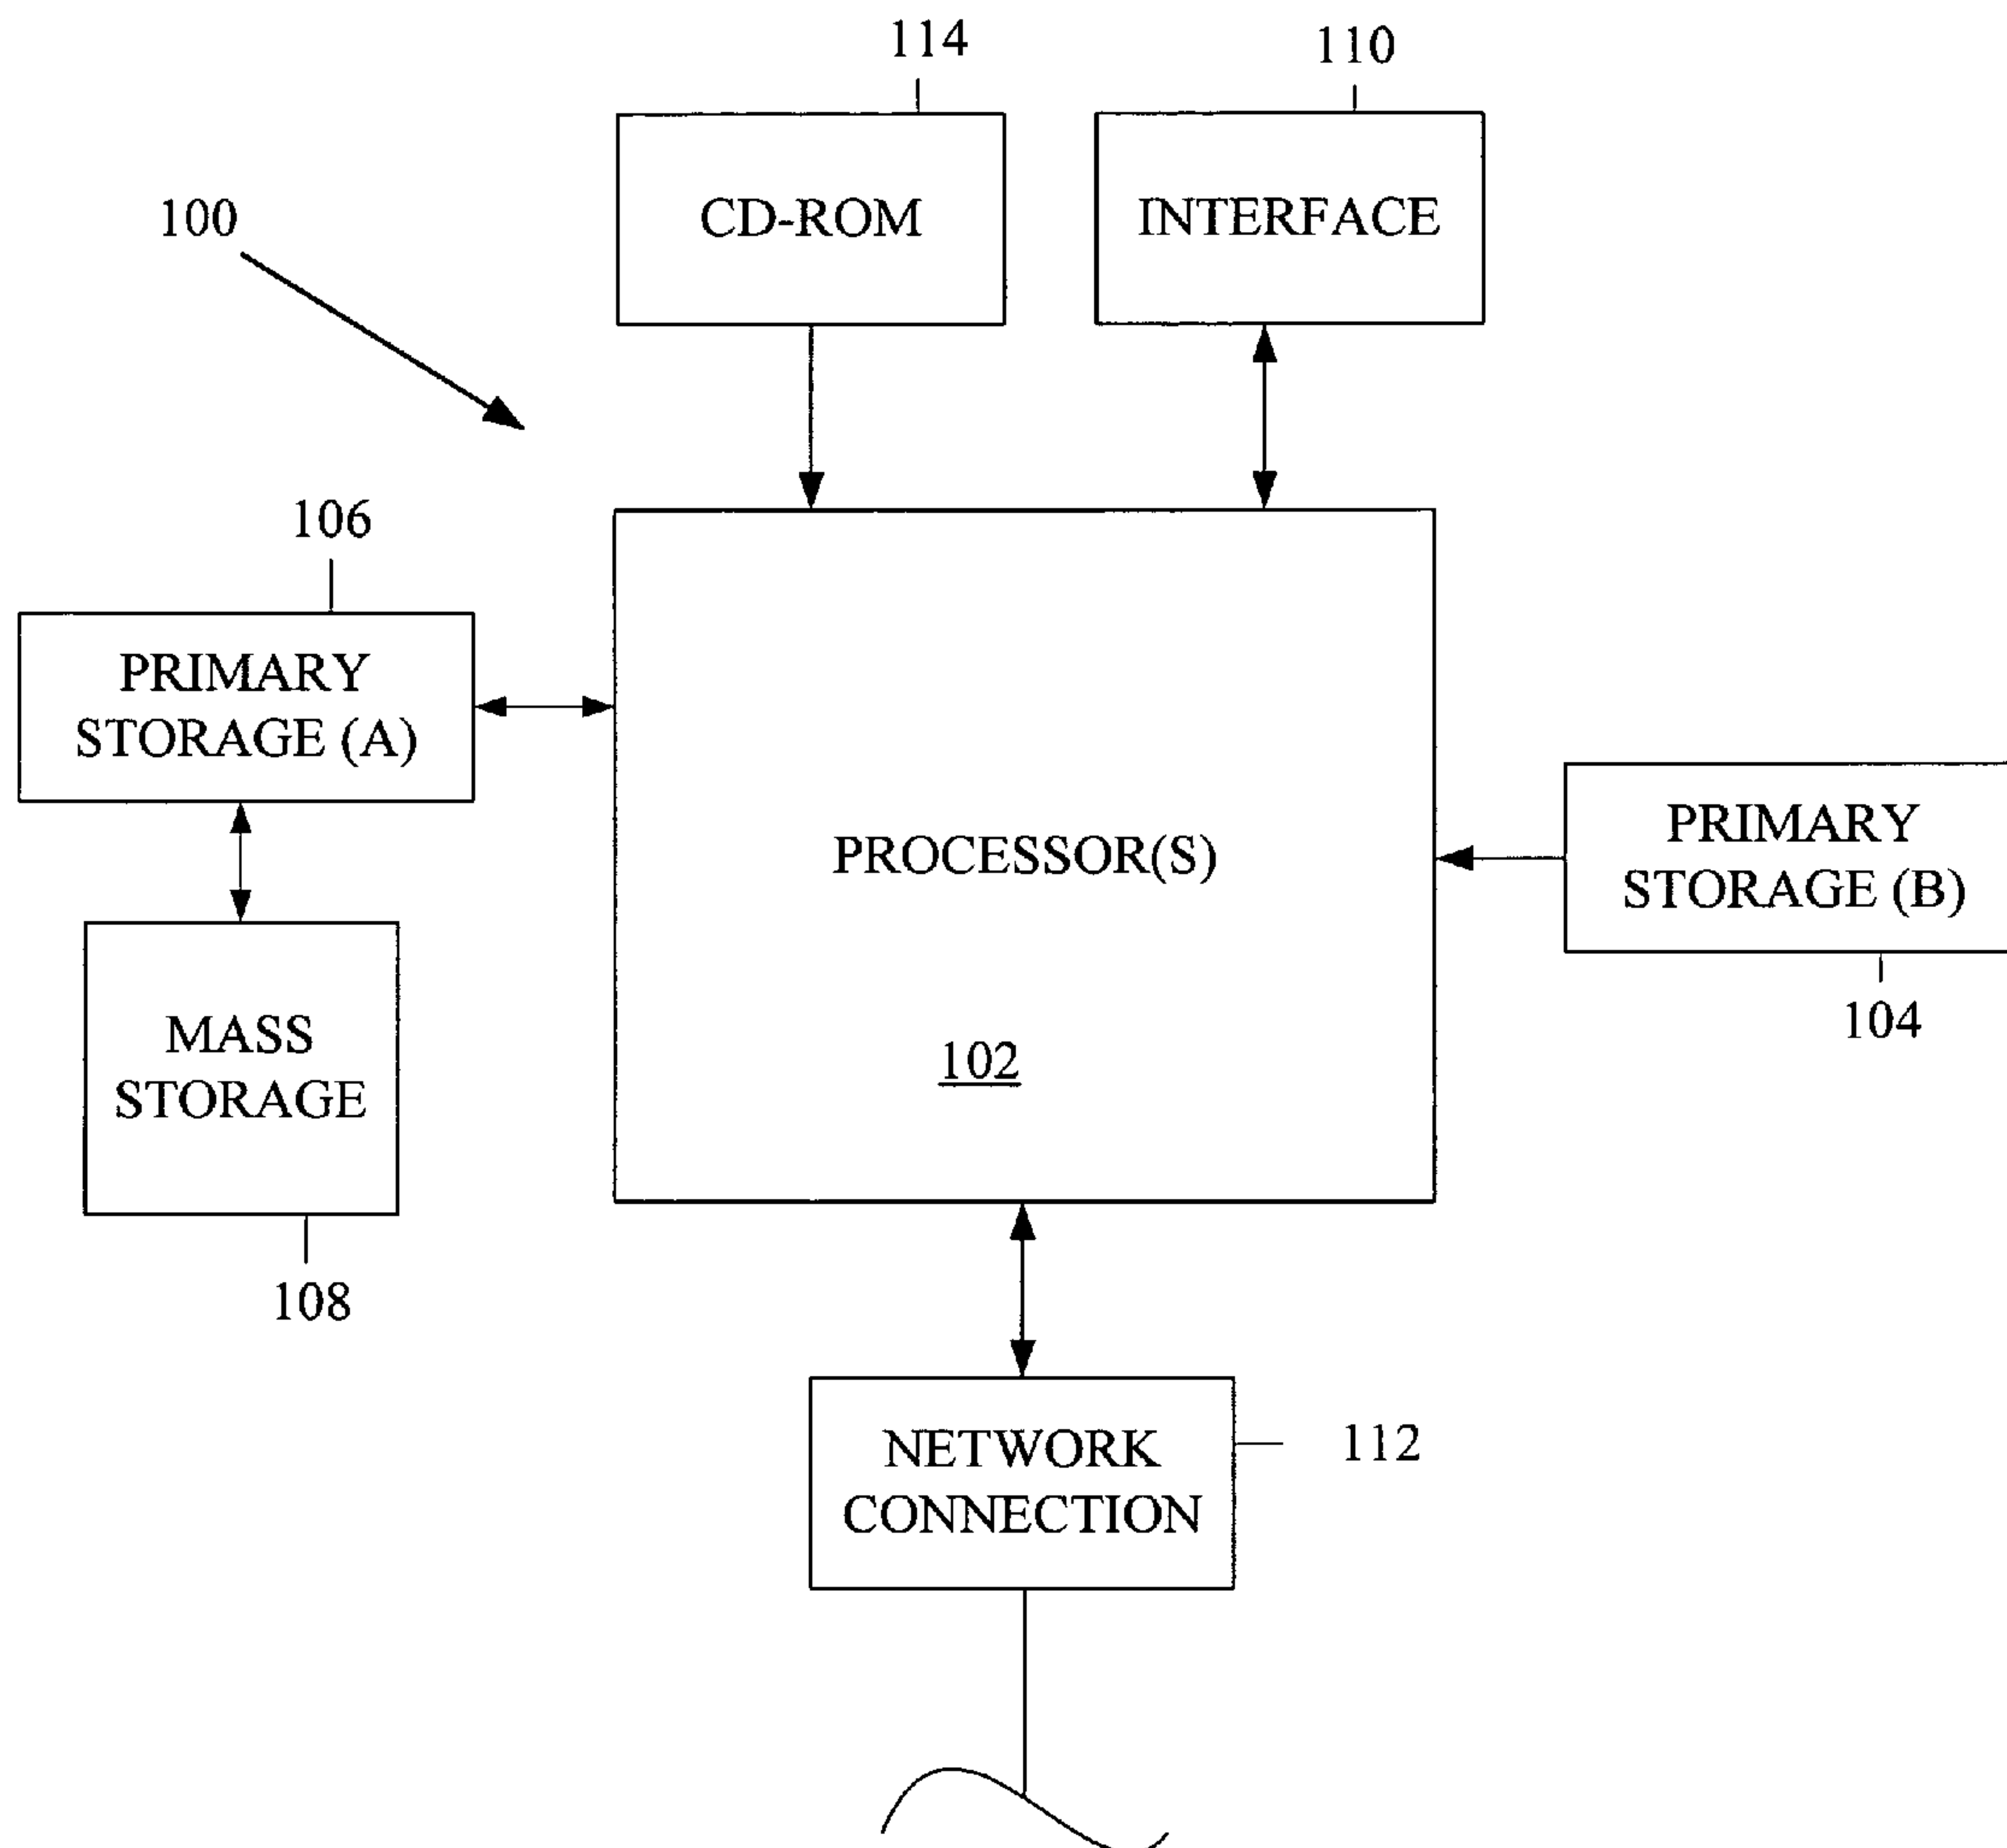 114
110
100
CD-ROM
INTERFACE
106
PRIMARY
STORAGE (A)
PROCESSOR(S)
PRIMARY
STORAGE (B)
102
104
MASS
STORAGE
108
NETWORK
CONNECTION
112